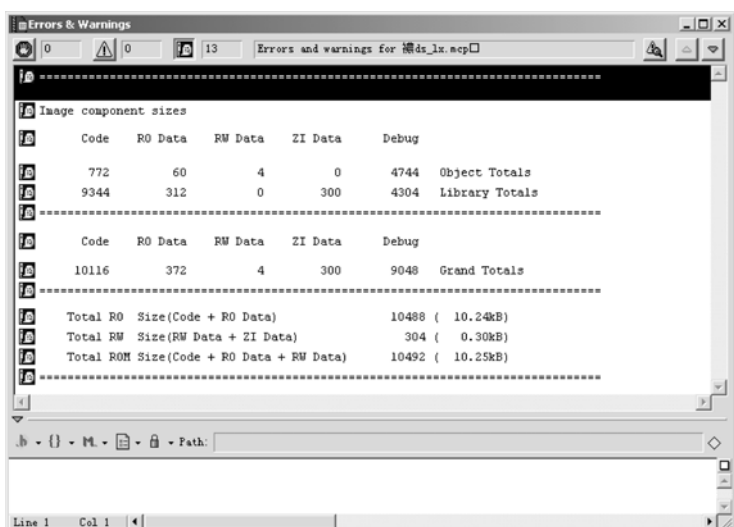 Errors & Warnings
0 0 13 Errors and warnings for ds_lx.mcp
================================================================
Image component sizes
Code RO Data RW Data ZI Data Debug
772 60 4 0 4744 Object Totals
9344 312 0 300 4304 Library Totals
================================================================
Code RO Data RW Data ZI Data Debug
10116 372 4 300 9048 Grand Totals
================================================================
Total RO Size(Code + RO Data) 10488 ( 10.24kB)
Total RW Size(RW Data + ZI Data) 304 ( 0.30kB)
Total ROM Size(Code + RO Data + RW Data) 10492 ( 10.25kB)
================================================================
.h {} M. Path:
Line 1 Col 1